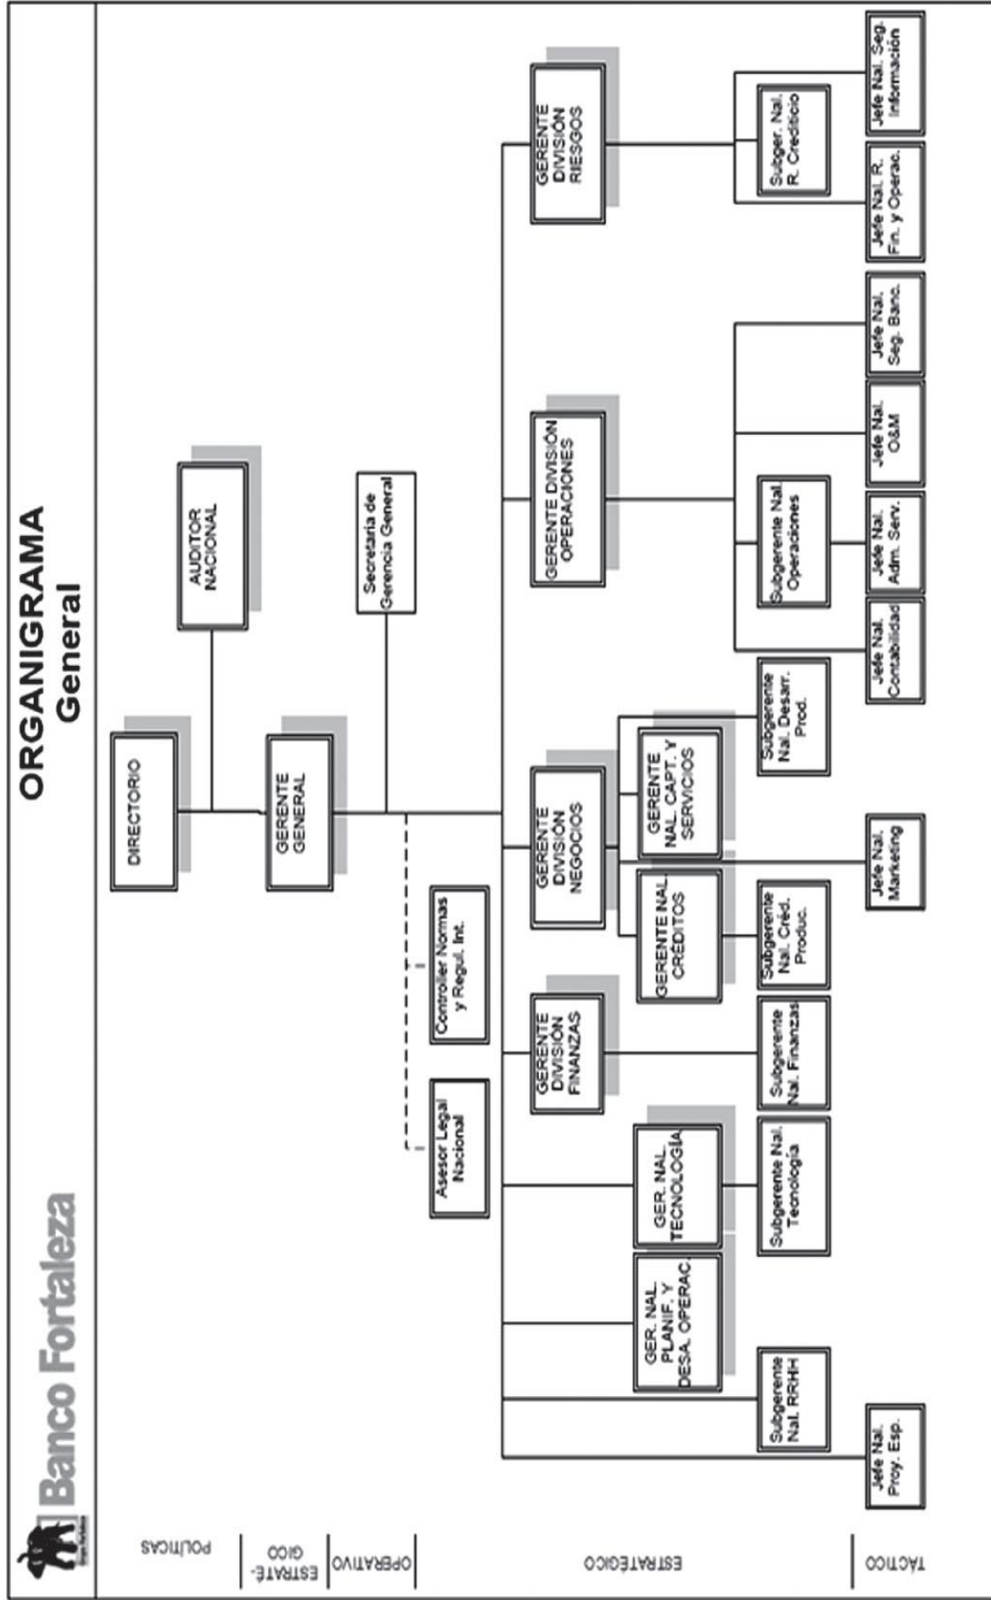 ORGANIGRAMA
General
Banco Fortaleza
POLÍTICAS
ESTRATÉ-
GICO
OPERATIVO
ESTRATÉGICO
TÁCTICO
DIRECTORIO
AUDITOR
NACIONAL
GERENTE
GENERAL
Secretaria de
Gerencia General
Asesor Legal
Nacional
Controller Normas
y Regul. Int.
GERENTE
DIVISIÓN
FINANZAS
GERENTE
DIVISIÓN
NEGOCIOS
GERENTE DIVISIÓN
OPERACIONES
GERENTE
DIVISIÓN
RIESGOS
GER. NAL.
PLANIF. Y
DESA. OPERAC.
GER. NAL.
TECNOLOGÍA
GERENTE NAL.
CRÉDITOS
GERENTE
NAL. CAPT. Y
SERVICIOS
Subgerente
Nal. RRHH
Subgerente Nal.
Tecnología
Subgerente
Nal. Finanzas
Subgerente
Nal. Créd.
Produc.
Subgerente
Nal. Desarr.
Prod.
Subgerente Nal.
Operaciones
Subger. Nal.
R. Crediticio
Jefe Nal.
Proy. Esp.
Jefe Nal.
Marketing
Jefe Nal.
Contabilidad
Jefe Nal.
Adm. Serv.
Jefe Nal.
O&M
Jefe Nal.
Seg. Banc.
Jefe Nal. R.
Fin. y Operac.
Jefe Nal. Seg.
Información